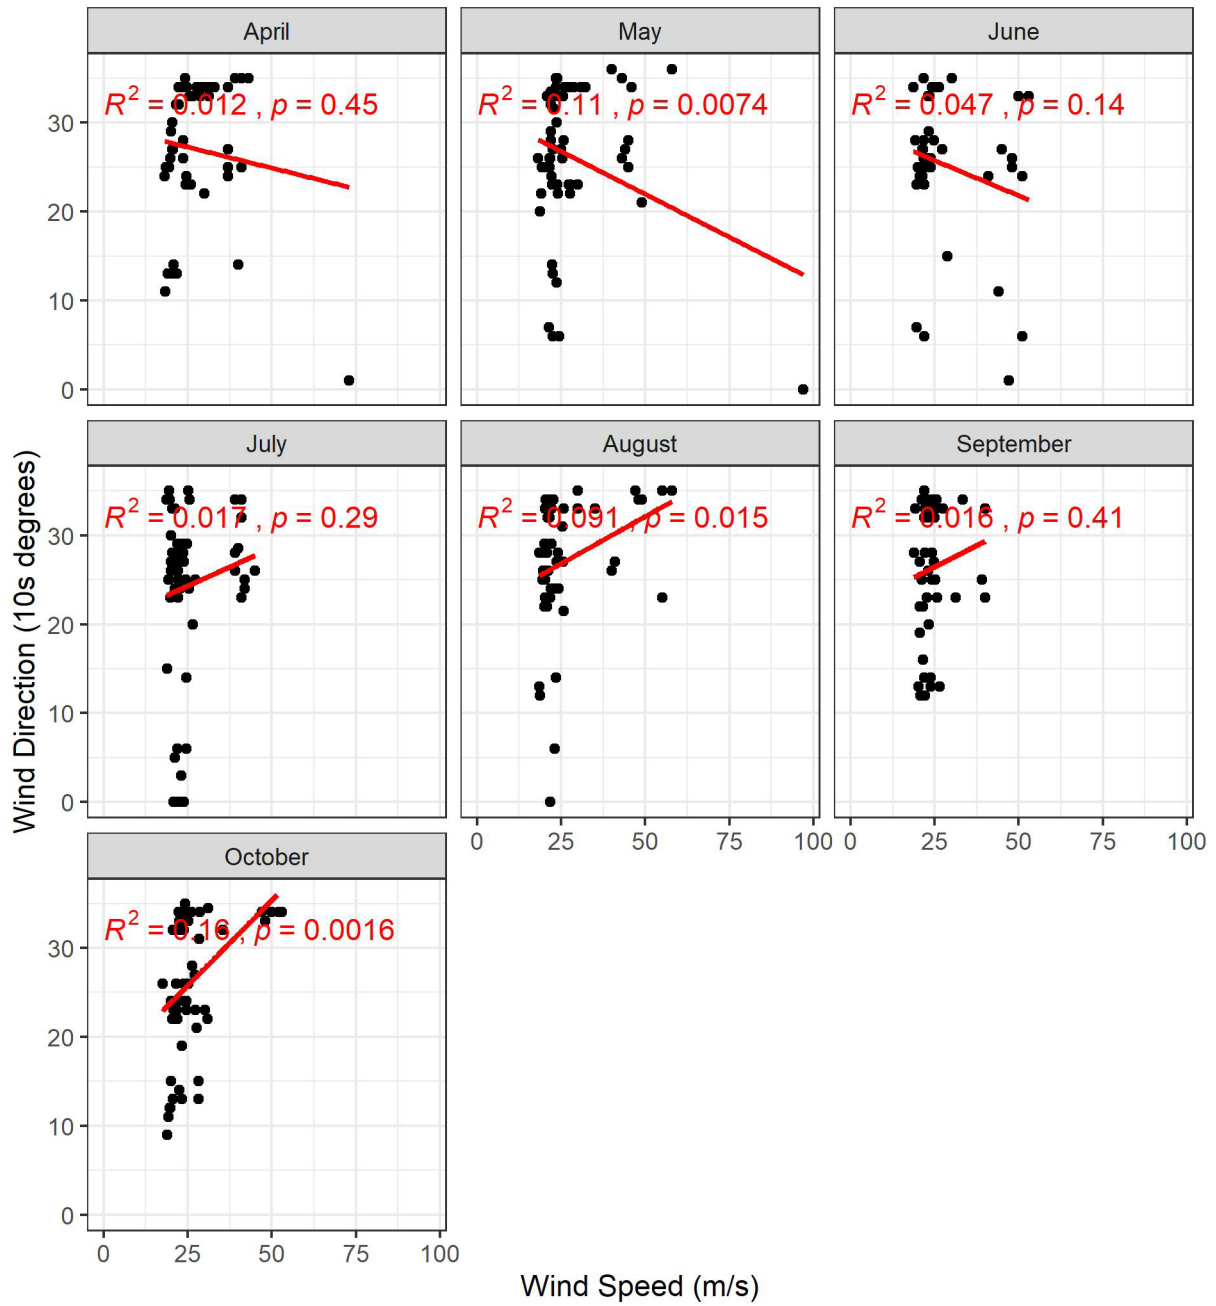 April
May
June
R² = 0.012 , p = 0.45
R² = 0.11 , p = 0.0074
R² = 0.047 , p = 0.14
30
20
10
0
July
August
September
R² = 0.017 , p = 0.29
R² = 0.091 , p = 0.015
R² = 0.016 , p = 0.41
30
20
10
0
0 25 50 75 100
0 25 50 75 100
October
R² = 0.16 , p = 0.0016
30
20
10
0
0 25 50 75 100
Wind Direction (10s degrees)
Wind Speed (m/s)